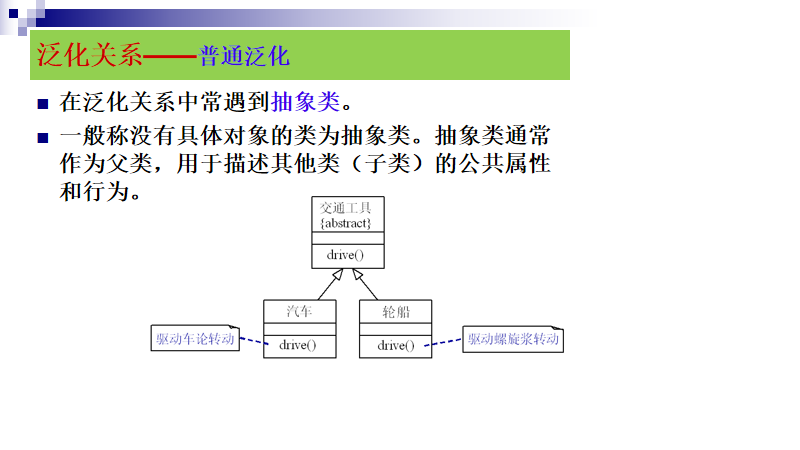 泛化关系——普通泛化
在泛化关系中常遇到抽象类。
一般称没有具体对象的类为抽象类。抽象类通常
作为父类，用于描述其他类（子类）的公共属性
和行为。
交通工具
{abstract}
drive()
汽车
轮船
驱动车论转动
drive()
drive()
驱动螺旋浆转动